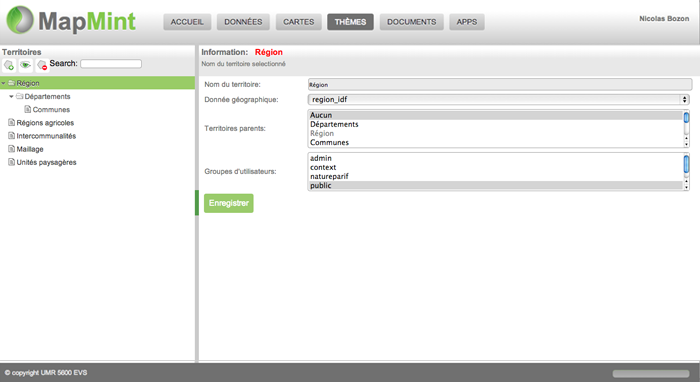 MapMint
ACCUEIL
DONNÉES
CARTES
THÈMES
DOCUMENTS
APPS
Nicolas Bozon
Territoires
Search:
Région
Départements
Communes
Régions agricoles
Intercommunalités
Maillage
Unités paysagères
Information: Région
Nom du territoire selectionné
Nom du territoire:
Région
Donnée géographique:
region_idf
Territoires parents:
Aucun
Départements
Région
Communes
Groupes d'utilisateurs:
admin
context
natureparif
public
Enregistrer
© copyright UMR 5600 EVS